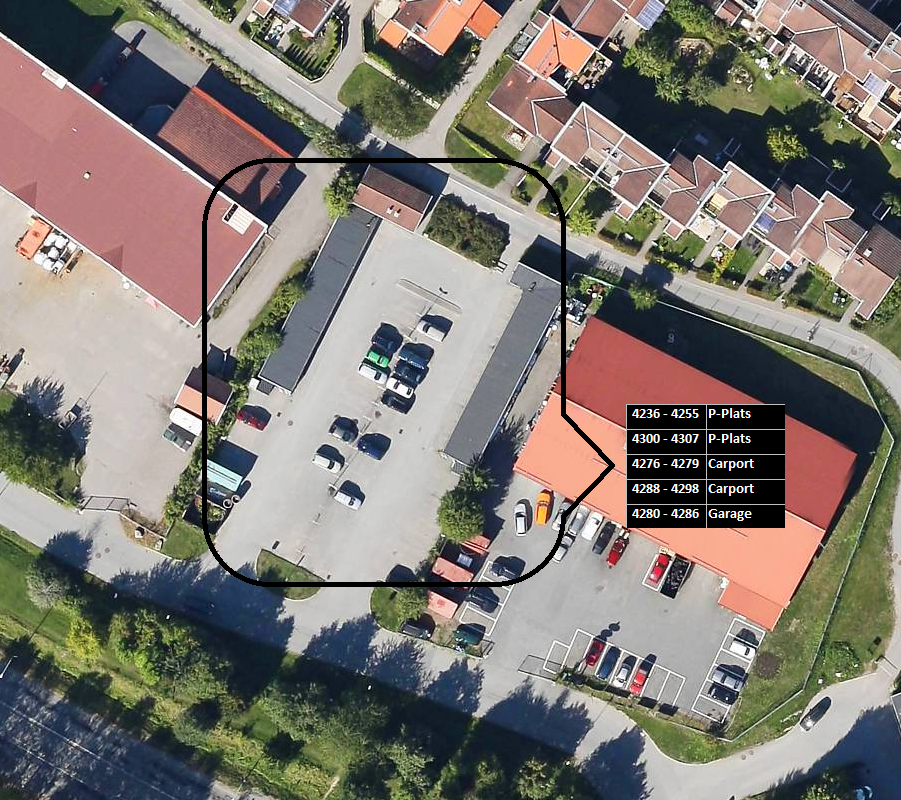 4236 - 4255 P-Plats
4300 - 4307 P-Plats
4276 - 4279 Carport
4288 - 4298 Carport
4280 - 4286 Garage